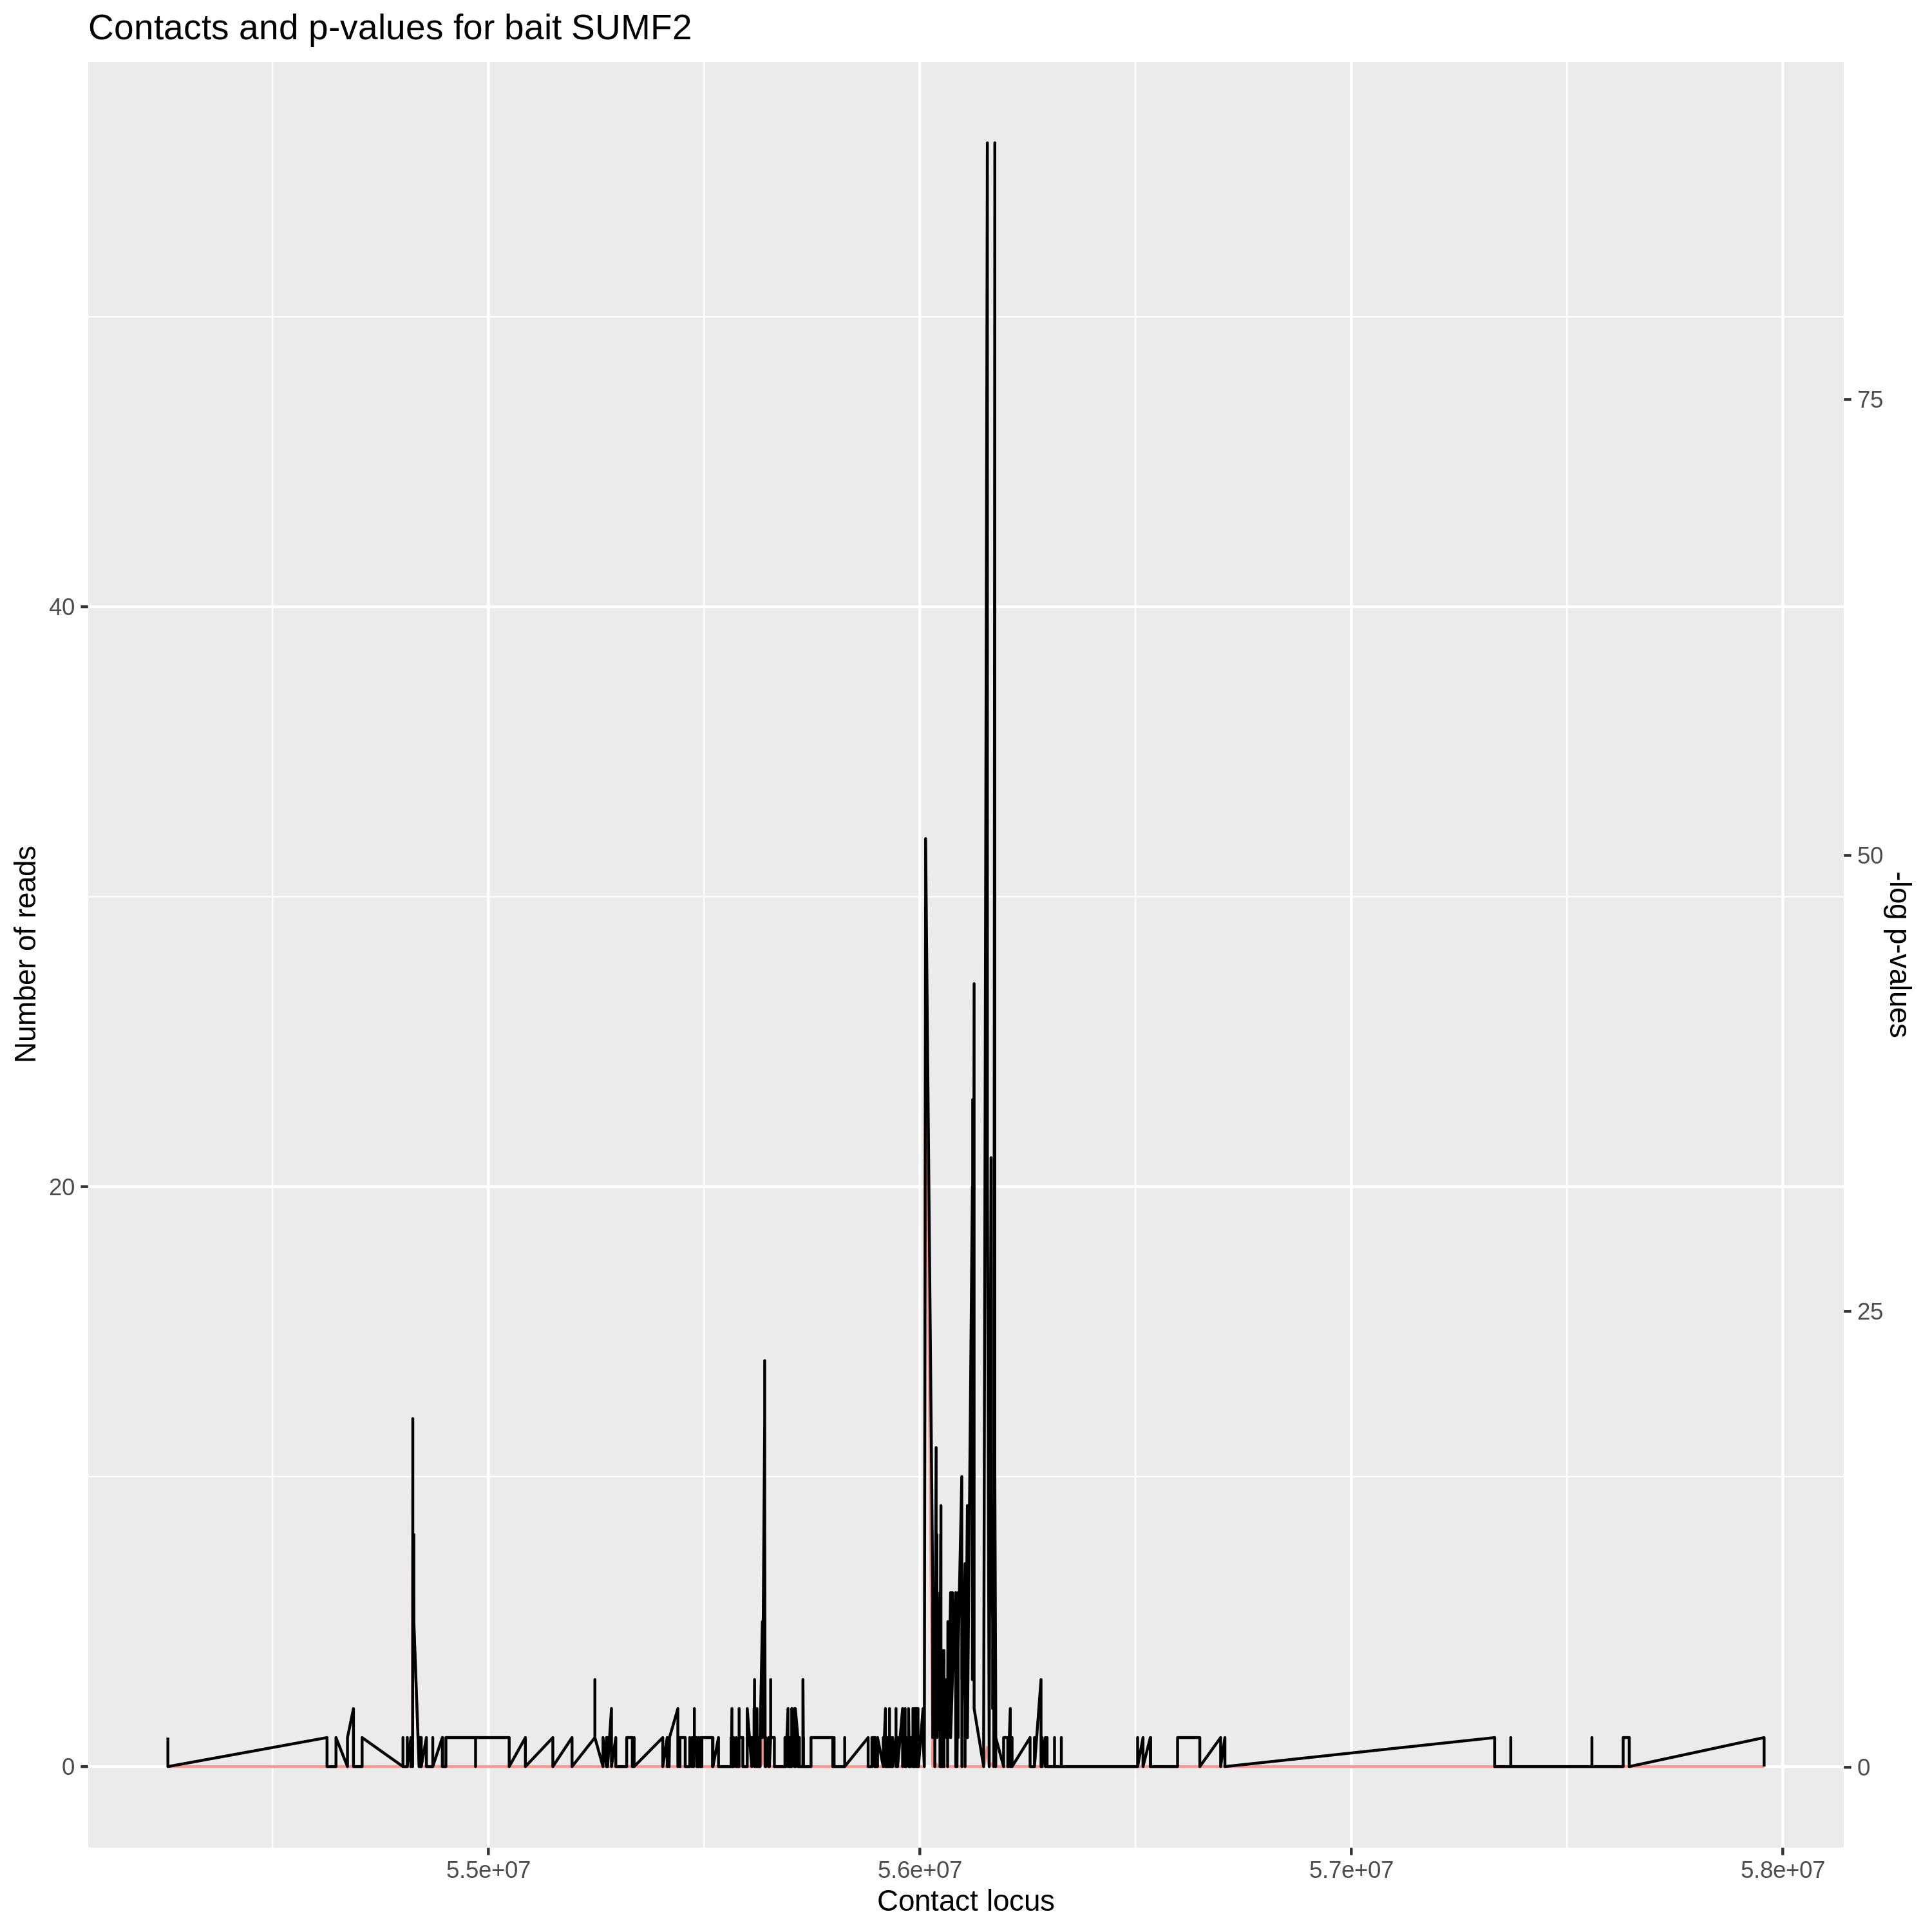 Contacts and p-values for bait SUMF2
40
20
0
Number of reads
75
50
25
0
-log p-values
5.5e+07
5.6e+07
5.7e+07
5.8e+07
Contact locus